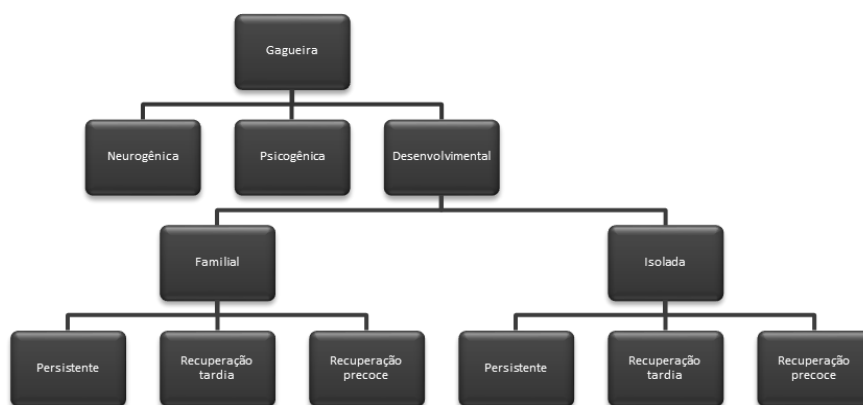 Gagueira
Neurogênica
Psicogênica
Desenvolvimental
Familial
Isolada
Persistente
Recuperação
tardia
Recuperação
precoce
Persistente
Recuperação
tardia
Recuperação
precoce